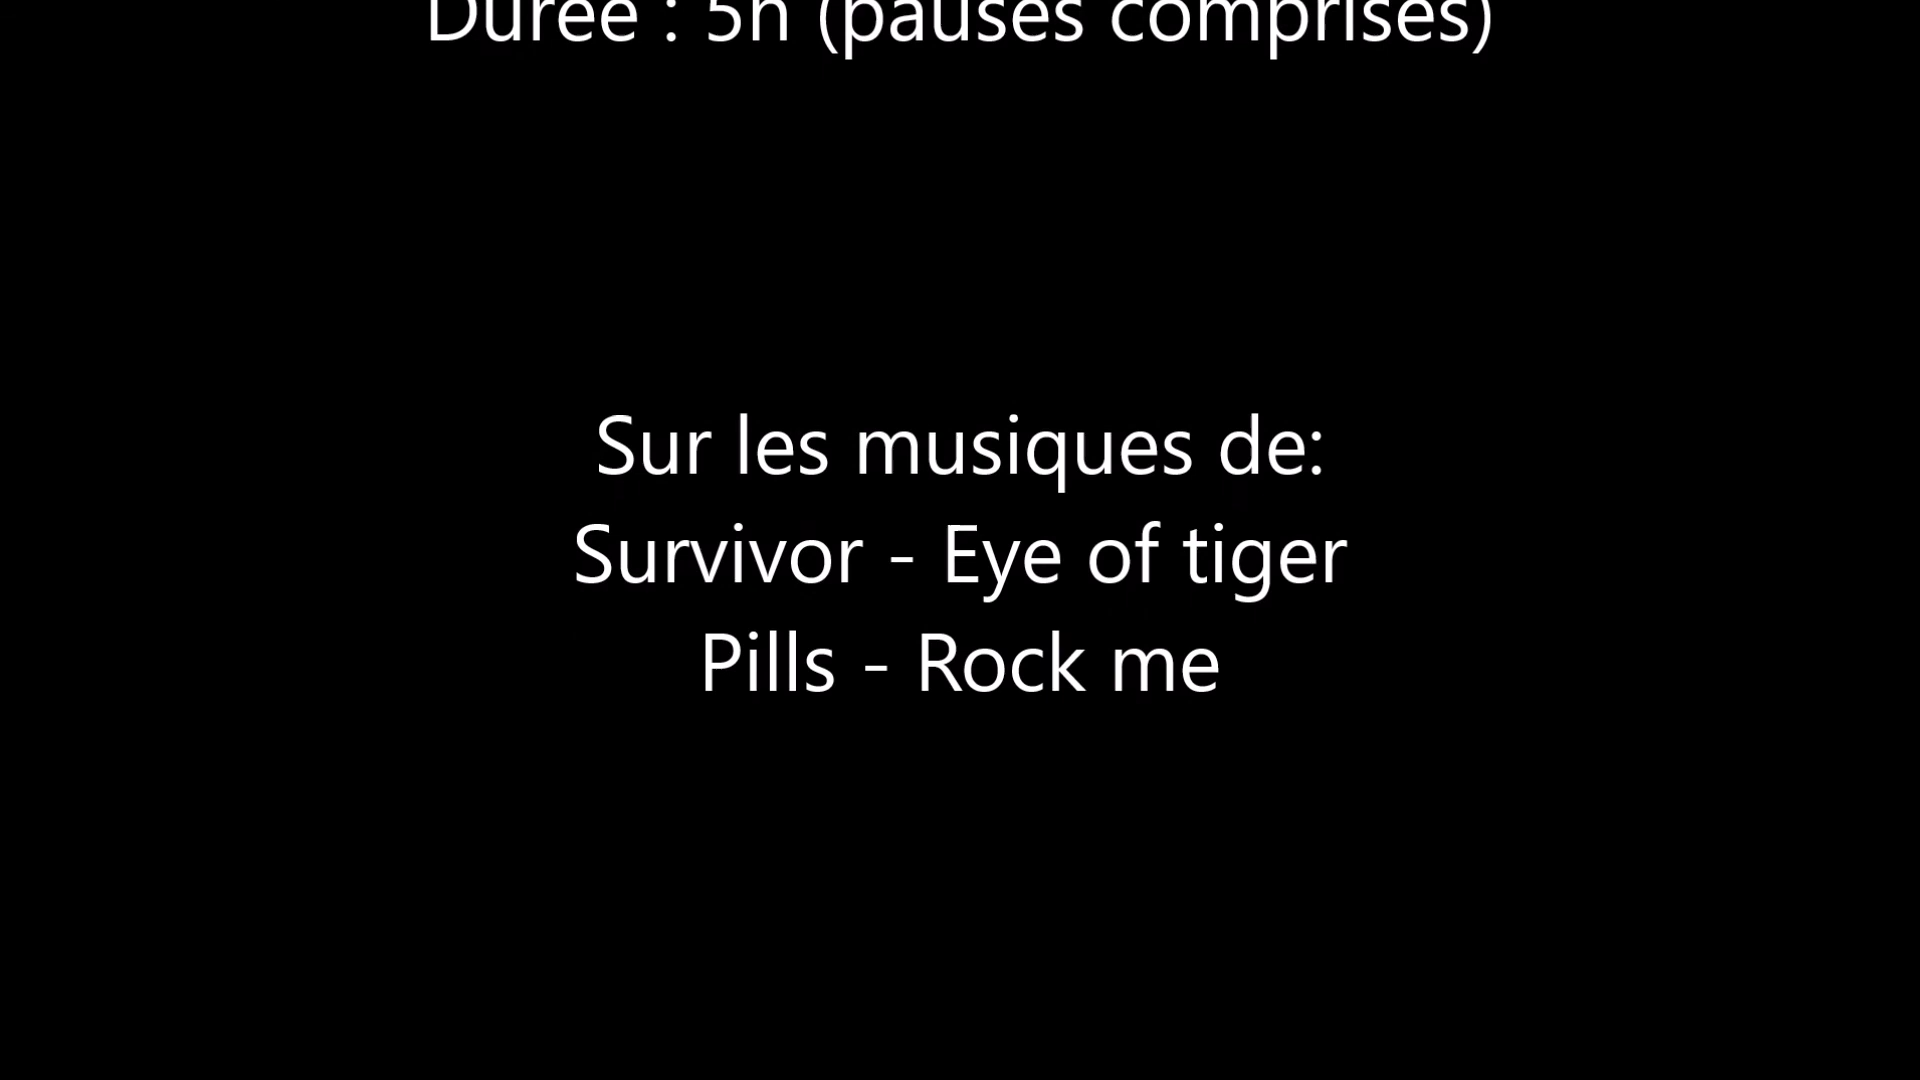 Durée : 5h (pauses comprises)
Sur les musiques de:
Survivor - Eye of tiger
Pills - Rock me